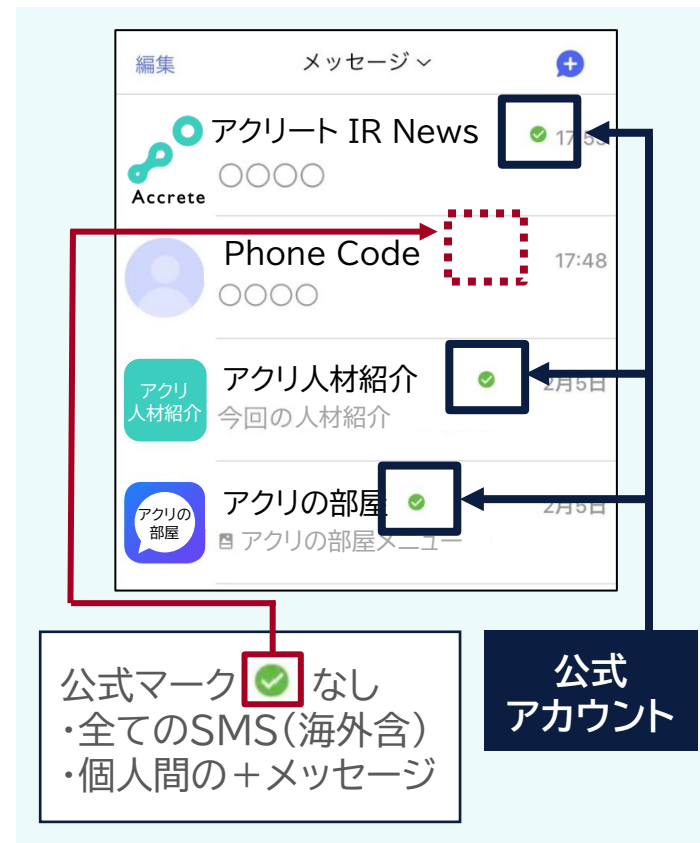 編集 メッセージ
アクリート IR News 17:53
○○○○
Accrete
Phone Code 17:48
○○○○
アクリ人材紹介 2月5日
アクリ
人材紹介
今回の人材紹介
アクリの部屋 2月5日
アクリの
部屋
アクリの部屋メニュー
公式マーク なし
・全てのSMS(海外含)
・個人間の+メッセージ
公式
アカウント